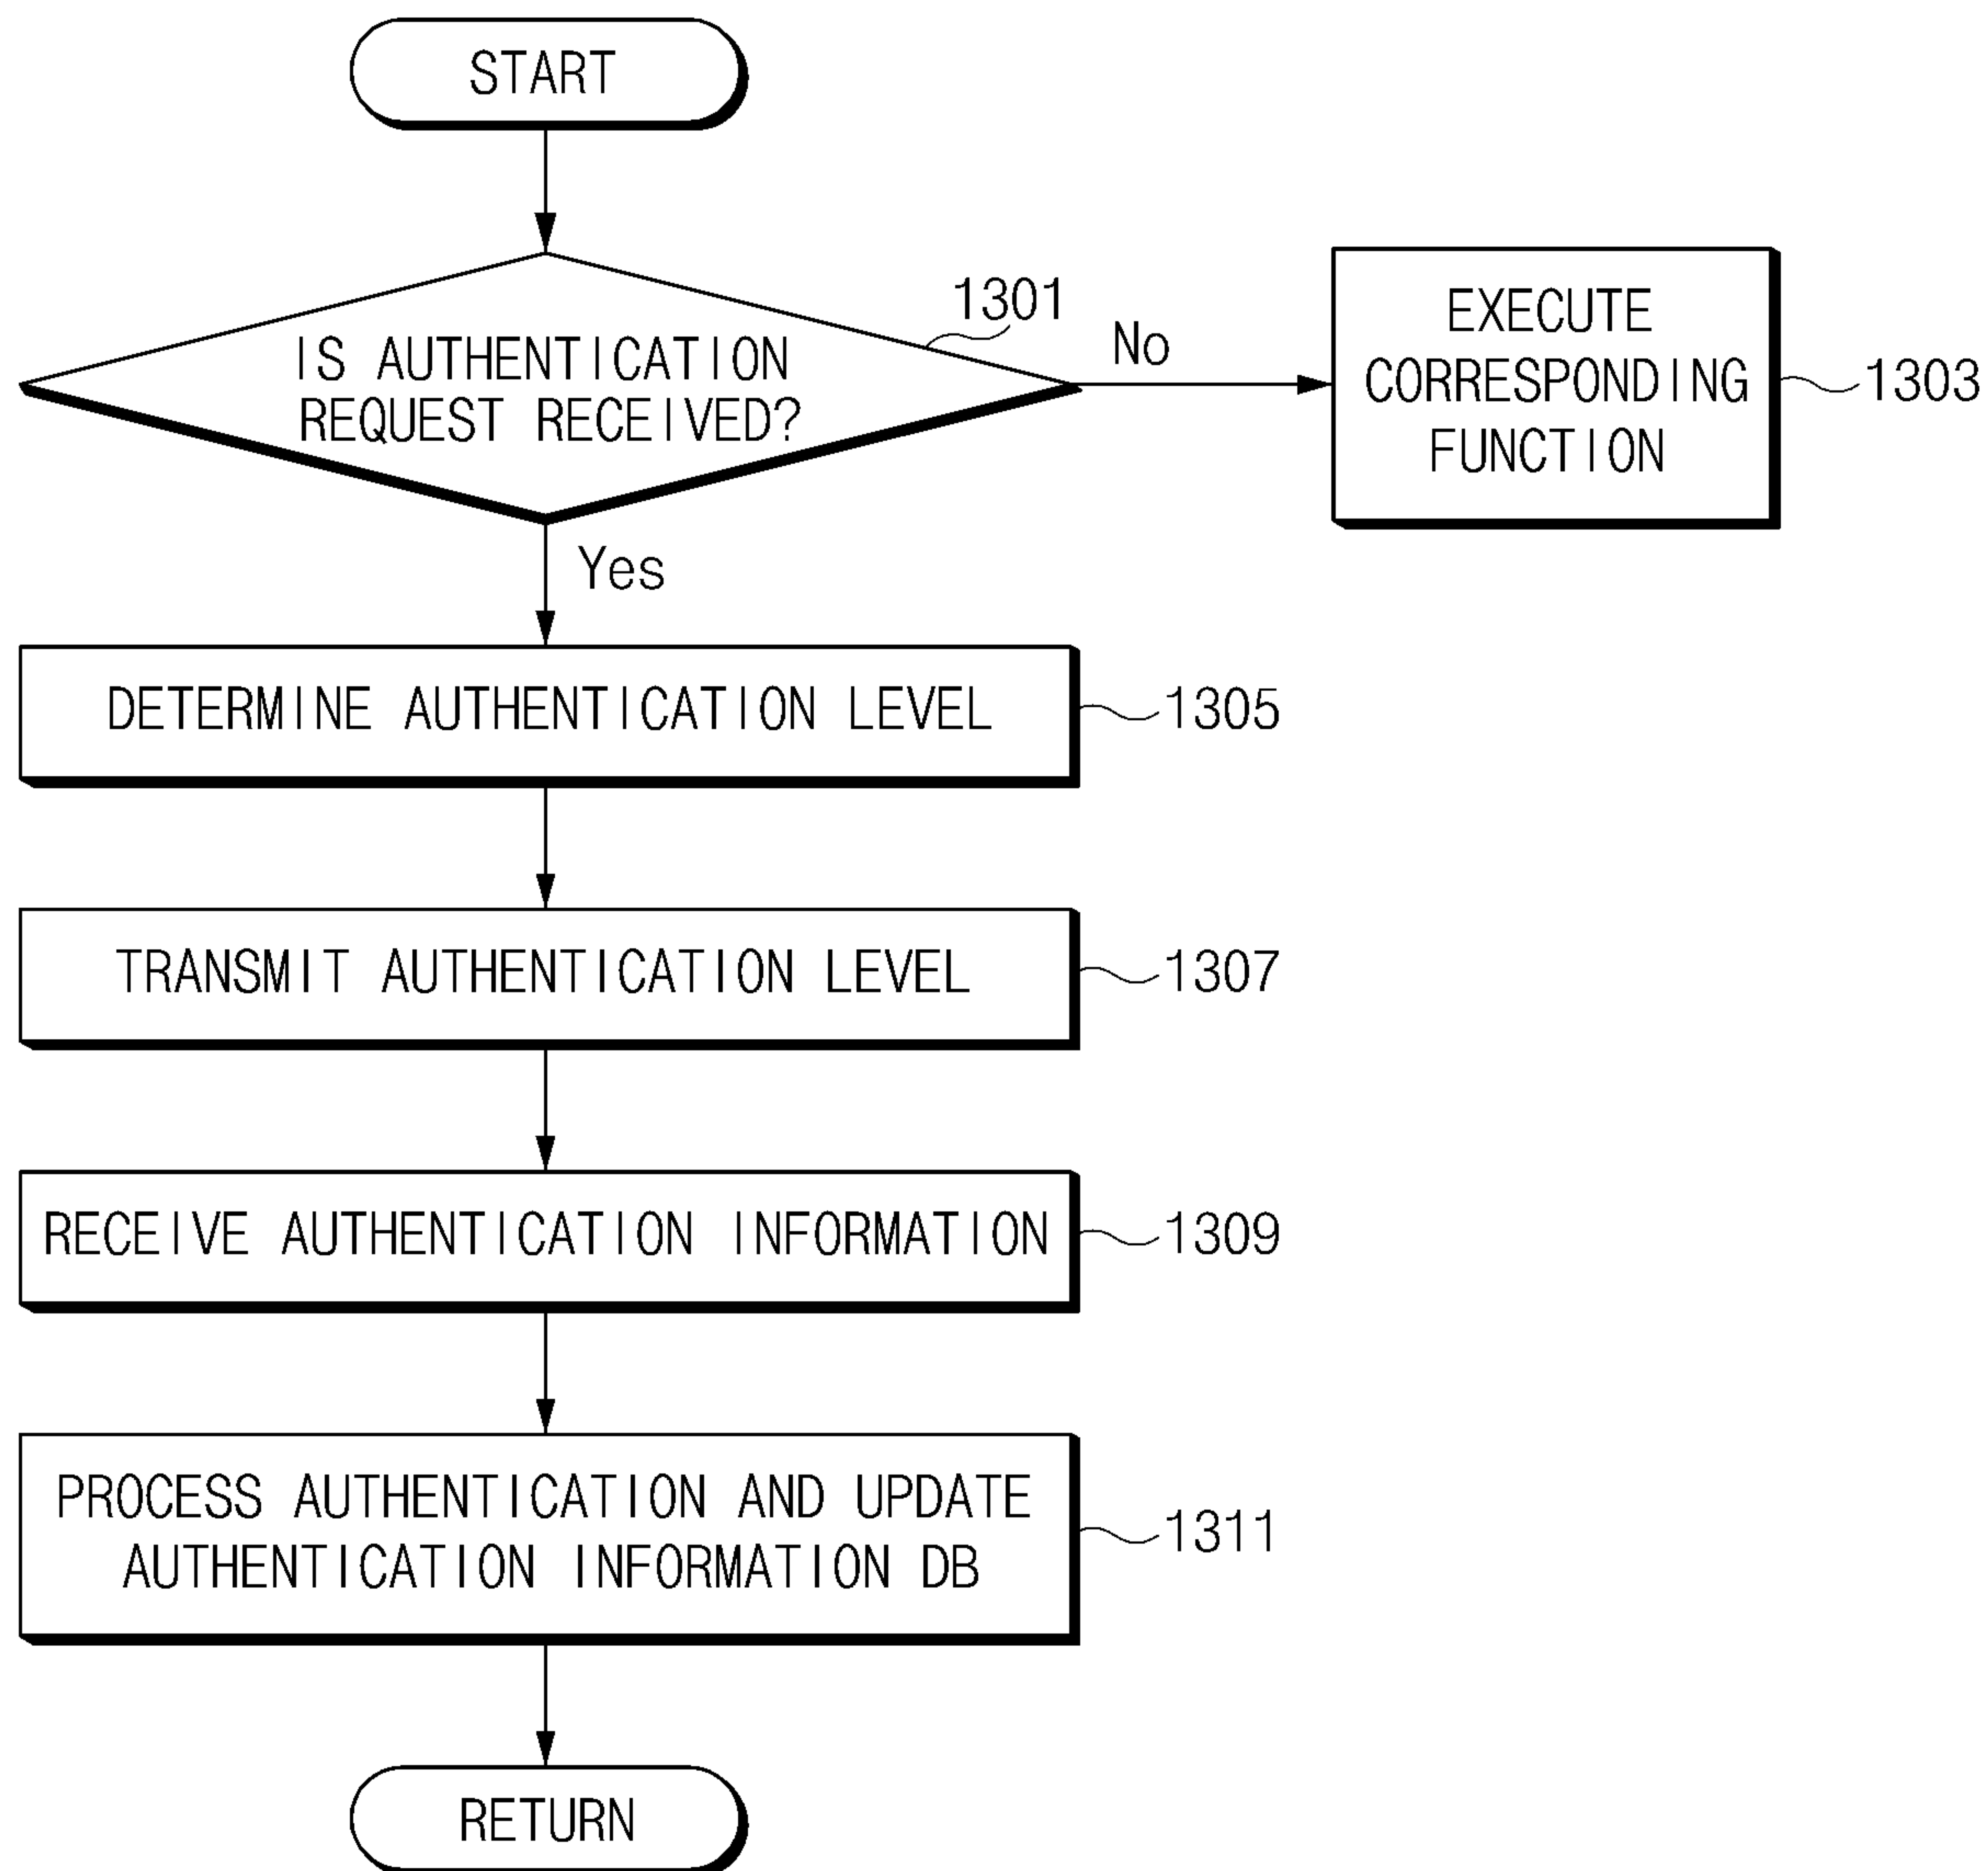 START
1301
IS AUTHENTICATION
REQUEST RECEIVED?
No
EXECUTE
CORRESPONDING
FUNCTION
1303
Yes
DETERMINE AUTHENTICATION LEVEL
1305
TRANSMIT AUTHENTICATION LEVEL
1307
RECEIVE AUTHENTICATION INFORMATION
1309
PROCESS AUTHENTICATION AND UPDATE
AUTHENTICATION INFORMATION DB
1311
RETURN